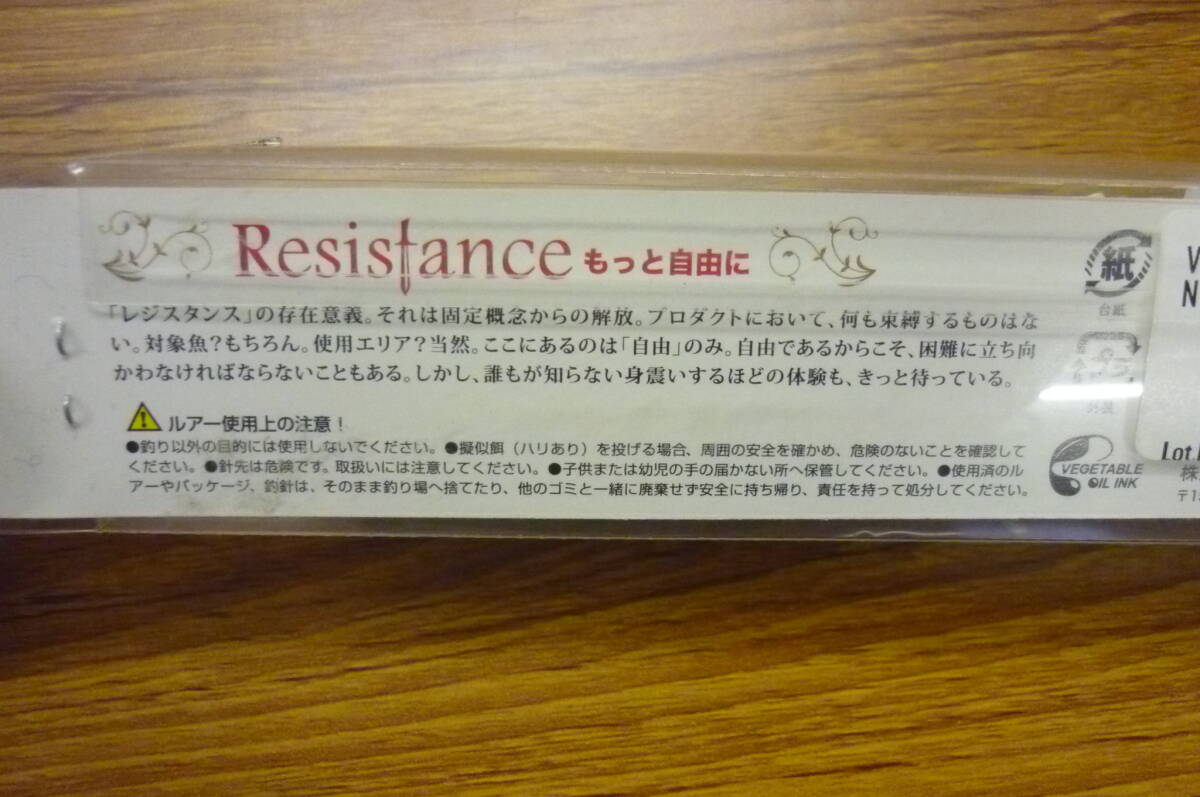 Resistance もっと自由に
「レジスタンス」の存在意義。それは固定概念からの解放。プロダクトにおいて、何も束縛するものはな
い。対象魚?もちろん。使用エリア?当然。ここにあるのは「自由」のみ。自由であるからこそ、困難に立ち向
かわなければならないこともある。しかし、誰もが知らない身震いするほどの体験も、きっと待っている。
ルアー使用上の注意!
●釣り以外の目的には使用しないでください。●擬似餌(ハリあり)を投げる場合、周囲の安全を確かめ、危険のないことを確認して
ください。●針先は危険です。取扱いには注意してください。●子供または幼児の手の届かない所へ保管してください。●使用済のル
アーやパッケージ、釣針は、そのまま釣り場へ捨てたり、他のゴミと一緒に廃棄せず安全に持ち帰り、責任を持って処分してください。
紙
台紙
外装
VEGETABLE
OIL INK
V
N
Lot.
株
〒1